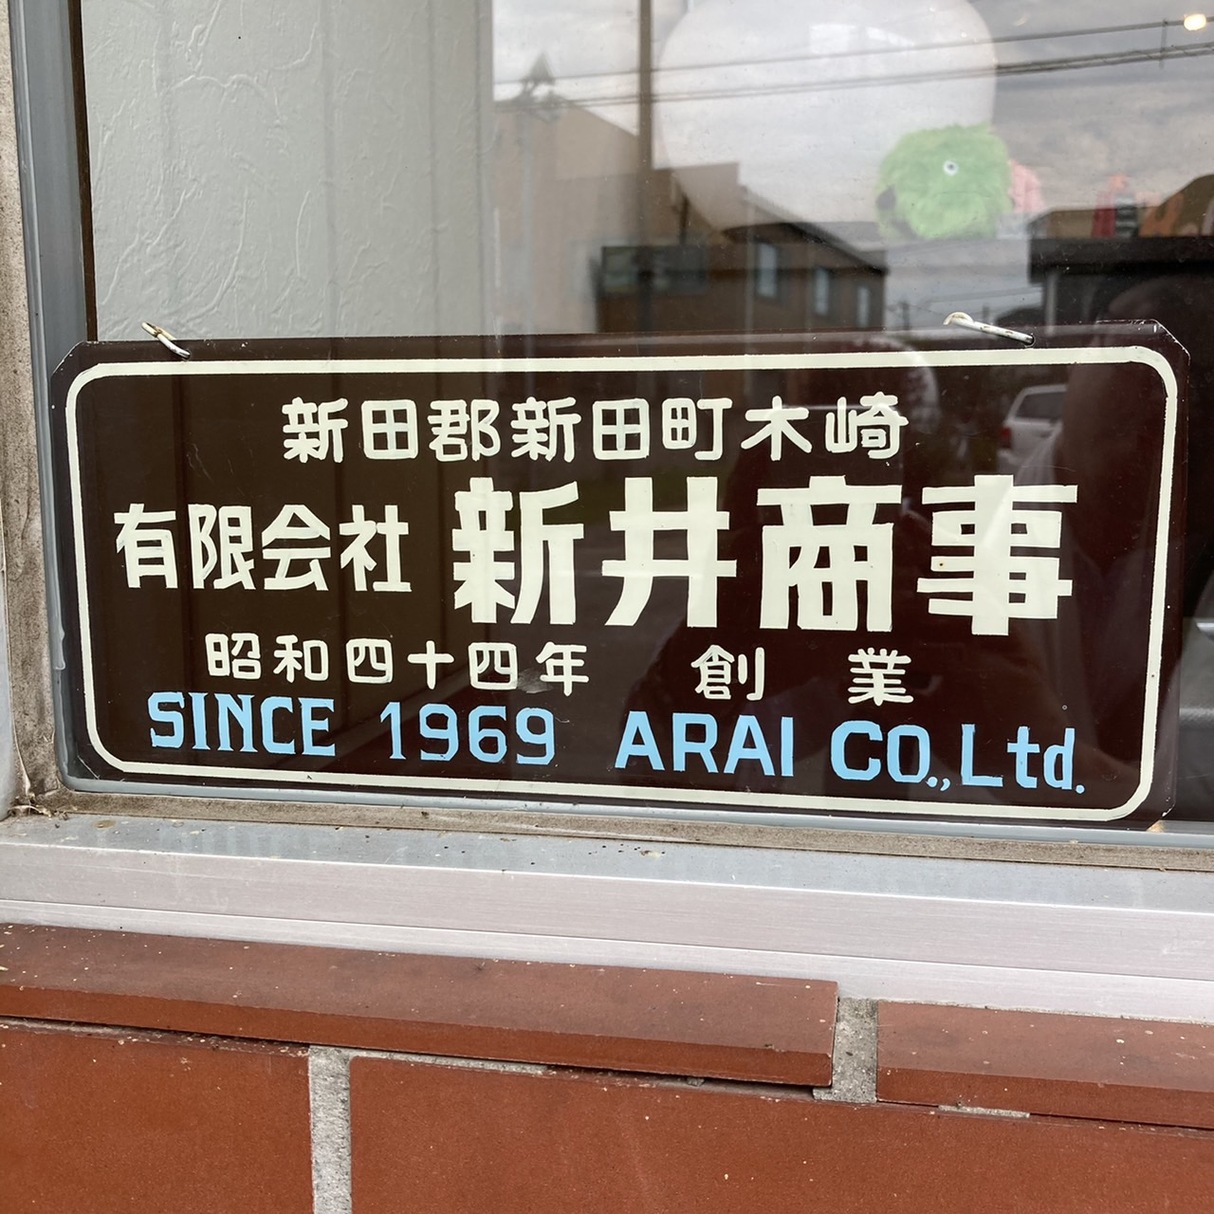 新田郡新田町木崎
有限会社 新井商事
昭和四十四年 創業
SINCE 1969 ARAI CO., Ltd.